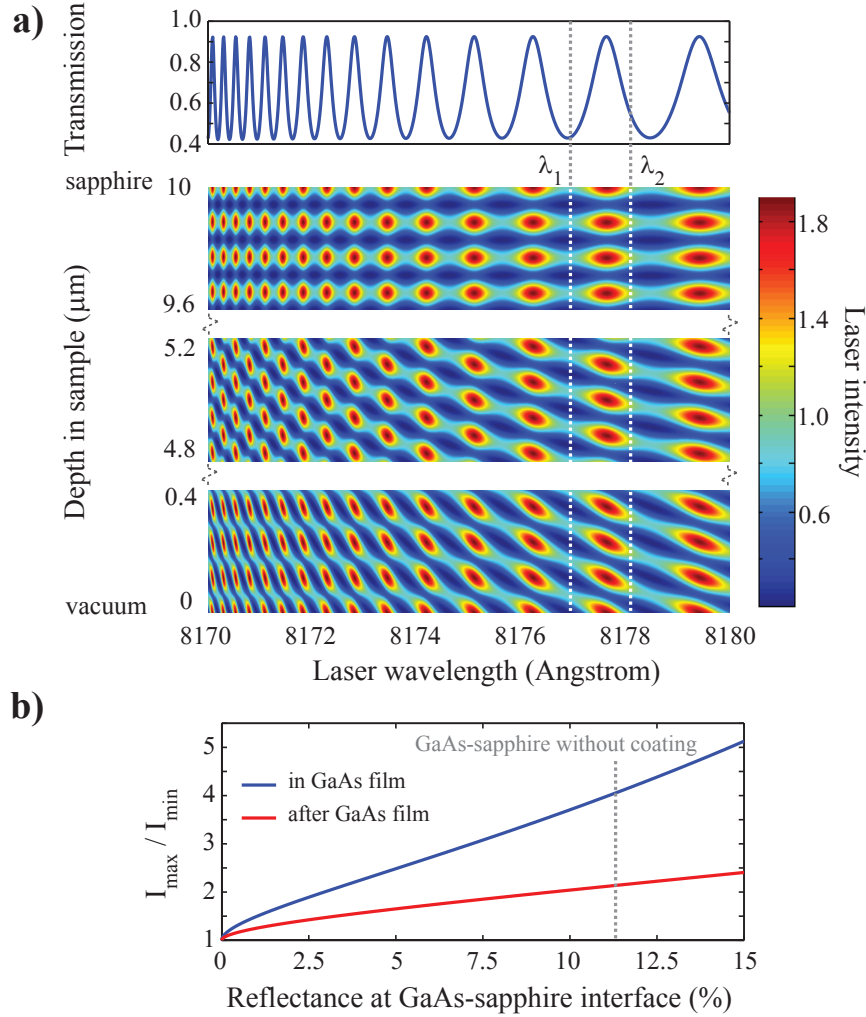 a)
Transmission
1.0
0.8
0.6
0.4
λ1
λ2
sapphire
10
9.6
5.2
4.8
0.4
0
vacuum
Depth in sample (μm)
8170
8172
8174
8176
8178
8180
Laser wavelength (Angstrom)
1.8
1.4
1.0
0.6
Laser intensity
b)
5
4
3
2
1
I_max / I_min
GaAs-sapphire without coating
in GaAs film
after GaAs film
0
2.5
5
7.5
10
12.5
15
Reflectance at GaAs-sapphire interface (%)